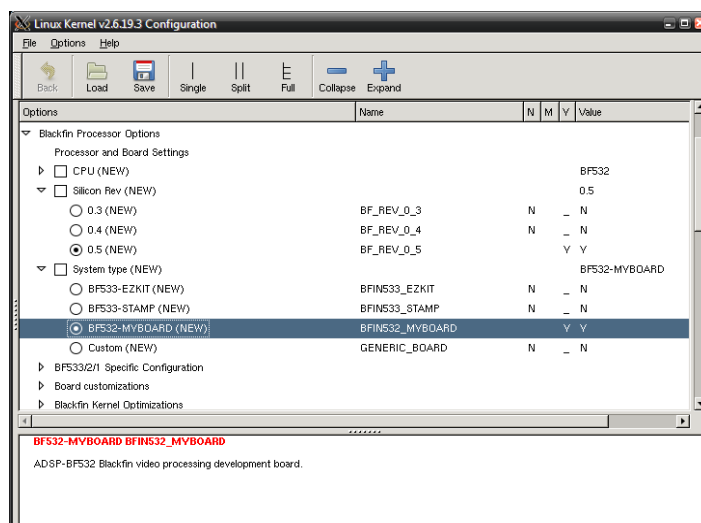 Linux Kernel v2.6.19.3 Configuration
File Options Help
Back Load Save Single Split Full Collapse Expand
Options Name N M Y Value
Blackfin Processor Options
Processor and Board Settings
CPU (NEW) BF532
Silicon Rev (NEW) 0.5
0.3 (NEW) BF_REV_0_3 N _ N
0.4 (NEW) BF_REV_0_4 N _ N
0.5 (NEW) BF_REV_0_5 Y Y
System type (NEW) BF532-MYBOARD
BF533-EZKIT (NEW) BFIN533_EZKIT N _ N
BF533-STAMP (NEW) BFIN533_STAMP N _ N
BF532-MYBOARD (NEW) BFIN532_MYBOARD Y Y
Custom (NEW) GENERIC_BOARD N _ N
BF533/2/1 Specific Configuration
Board customizations
Blackfin Kernel Optimizations
BF532-MYBOARD BFIN532_MYBOARD
ADSP-BF532 Blackfin video processing development board.